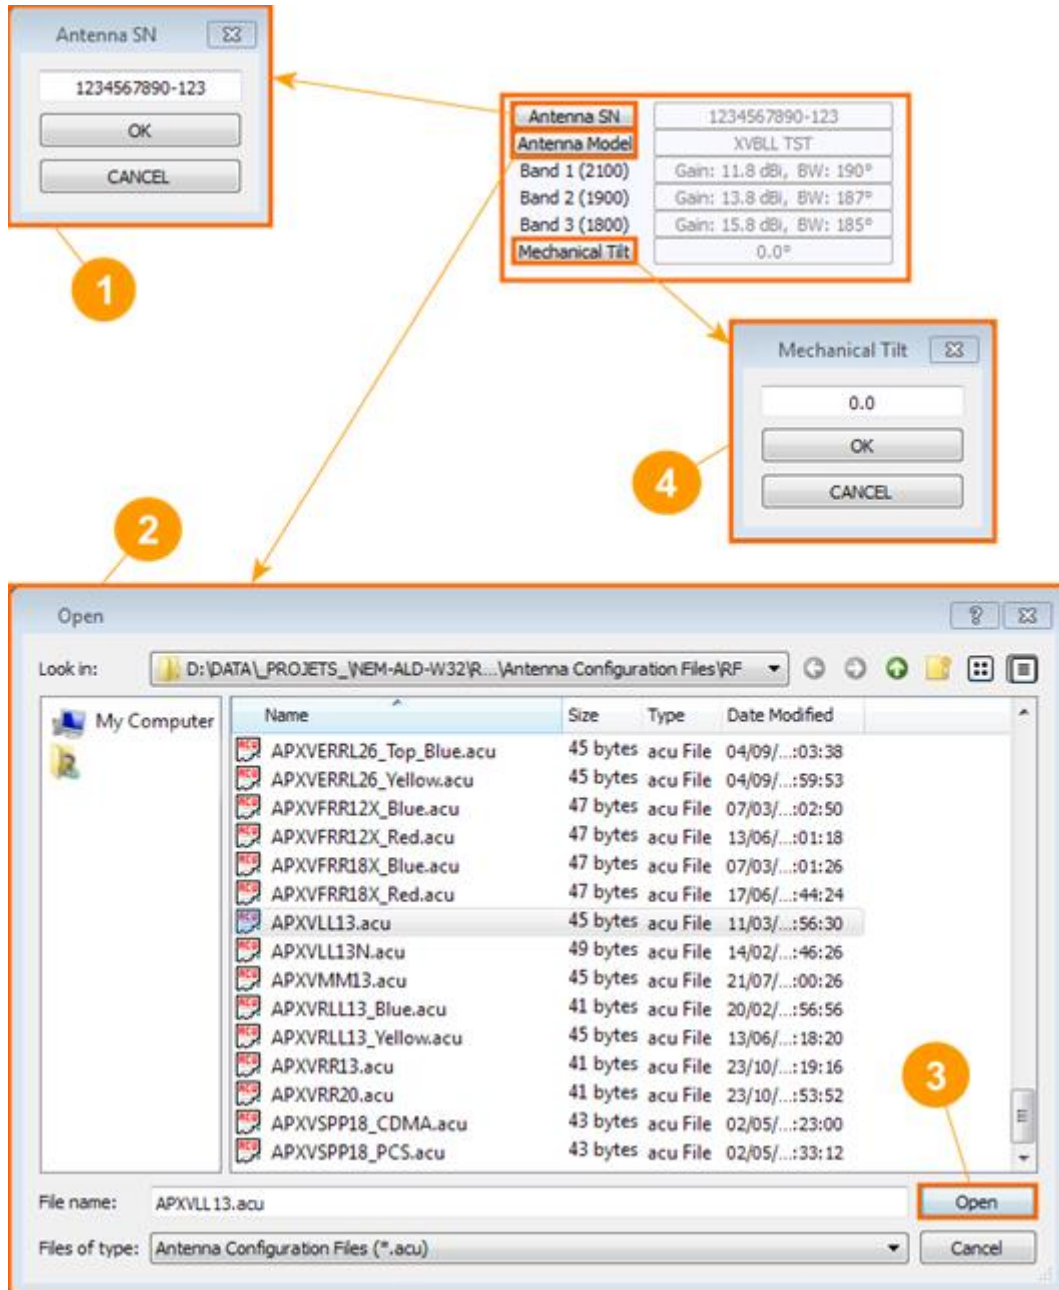 Antenna SN
1234567890-123
OK
CANCEL
1
Antenna SN 1234567890-123
Antenna Model XVBLL TST
Band 1 (2100) Gain: 11.8 dBi, BW: 190°
Band 2 (1900) Gain: 13.8 dBi, BW: 187°
Band 3 (1800) Gain: 15.8 dBi, BW: 185°
Mechanical Tilt 0.0°
Mechanical Tilt
0.0
OK
CANCEL
4
2
Open
Look in: D:\DATA\_PROJETS_\NEM-ALD-W32\R...\Antenna Configuration Files\RF
My Computer
Name Size Type Date Modified
APXVERRL26_Top_Blue.acu 45 bytes acu File 04/09/...:03:38
APXVERRL26_Yellow.acu 45 bytes acu File 04/09/...:59:53
APXVFRR12X_Blue.acu 47 bytes acu File 07/03/...:02:50
APXVFRR12X_Red.acu 47 bytes acu File 13/06/...:01:18
APXVFRR18X_Blue.acu 47 bytes acu File 07/03/...:01:26
APXVFRR18X_Red.acu 47 bytes acu File 17/06/...:44:24
APXVLL13.acu 45 bytes acu File 11/03/...:56:30
APXVLL13N.acu 49 bytes acu File 14/02/...:46:26
APXVMM13.acu 45 bytes acu File 21/07/...:00:26
APXVRLL13_Blue.acu 41 bytes acu File 20/02/...:56:56
APXVRLL13_Yellow.acu 45 bytes acu File 13/06/...:18:20
APXVRR13.acu 41 bytes acu File 23/10/...:19:16
APXVRR20.acu 41 bytes acu File 23/10/...:53:52
APXVSPP18_CDMA.acu 43 bytes acu File 02/05/...:23:00
APXVSPP18_PCS.acu 43 bytes acu File 02/05/...:33:12
3
File name: APXVLL13.acu Open
Files of type: Antenna Configuration Files (*.acu) Cancel